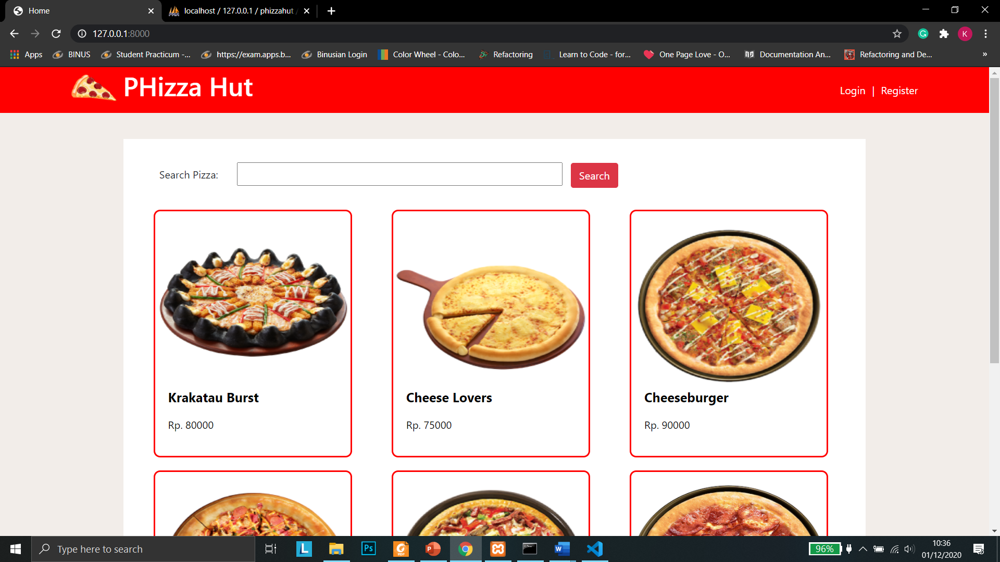 Home
localhost / 127.0.0.1 / phizzahut
127.0.0.1:8000
Apps BINUS Student Practicum -... https://exam.apps.b... Binusian Login Color Wheel - Colo... Refactoring Learn to Code - for... One Page Love - O... Documentation An... Refactoring and De... »
K
PHizza Hut
Login | Register
Search Pizza:
Search
Krakatau Burst
Rp. 80000
Cheese Lovers
Rp. 75000
Cheeseburger
Rp. 90000
Type here to search
96%
10:36
01/12/2020